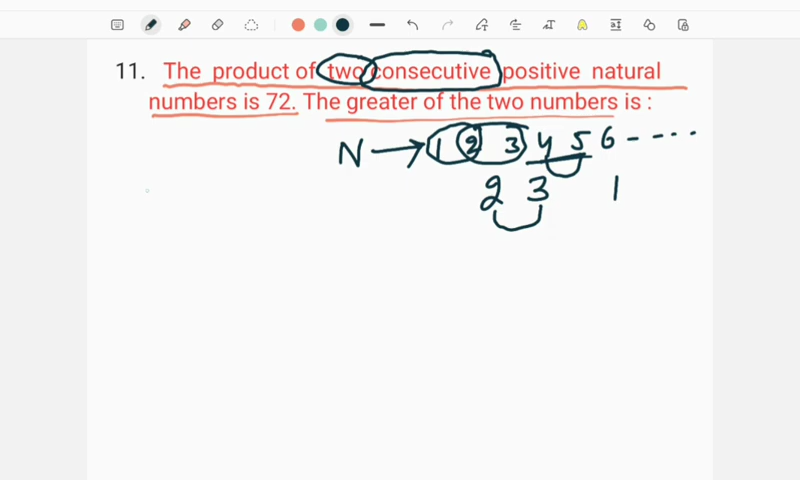 11. The product of two consecutive positive natural
numbers is 72. The greater of the two numbers is :
N → 1 2 3 4 5 6 - - - -
2 3 1